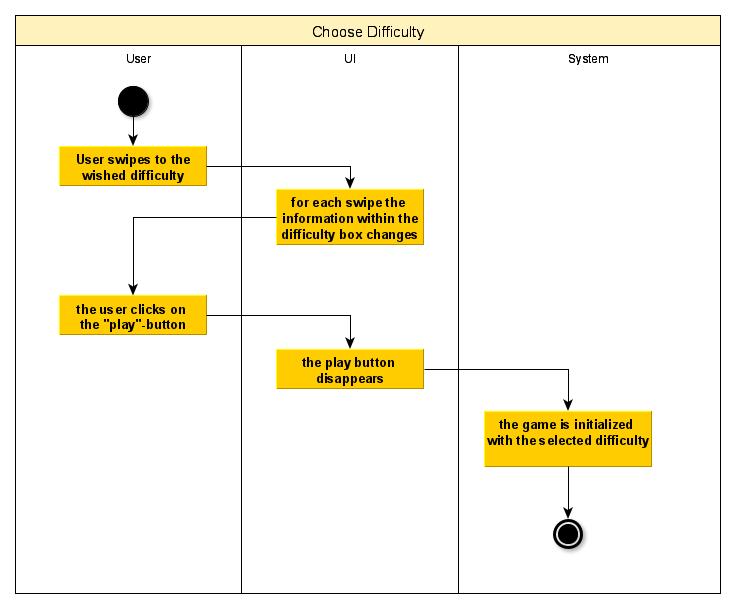 Choose Difficulty
User
UI
System
User swipes to the
wished difficulty
for each swipe the
information within the
difficulty box changes
the user clicks on
the "play"-button
the play button
disappears
the game is initialized
with the selected difficulty